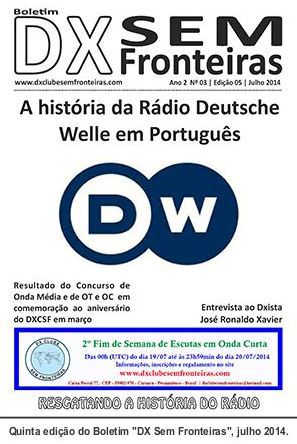 Boletim
DX SEM
Fronteiras
www.dxclubesemfronteiras.com
Ano 2 Nº 03 | Edição 05 | Julho 2014
A história da Rádio Deutsche
Welle em Português
DW
Resultado do Concurso de
Onda Média e de OT e OC em
comemoração ao aniversário
do DXCSF em março
Entrevista ao Dxista
José Ronaldo Xavier
DX CLUBE
SEM FRONTEIRAS
2º Fim de Semana de Escutas em Onda Curta
Das 00h (UTC) do dia 19/07 até às 23h59min do dia 20/07/2014
Informações, inscrições e regulamento no site
www.dxclubesemfronteiras.com
RESGATANDO A HISTÓRIA DO RÁDIO
Quinta edição do Boletim "DX Sem Fronteiras", julho 2014.